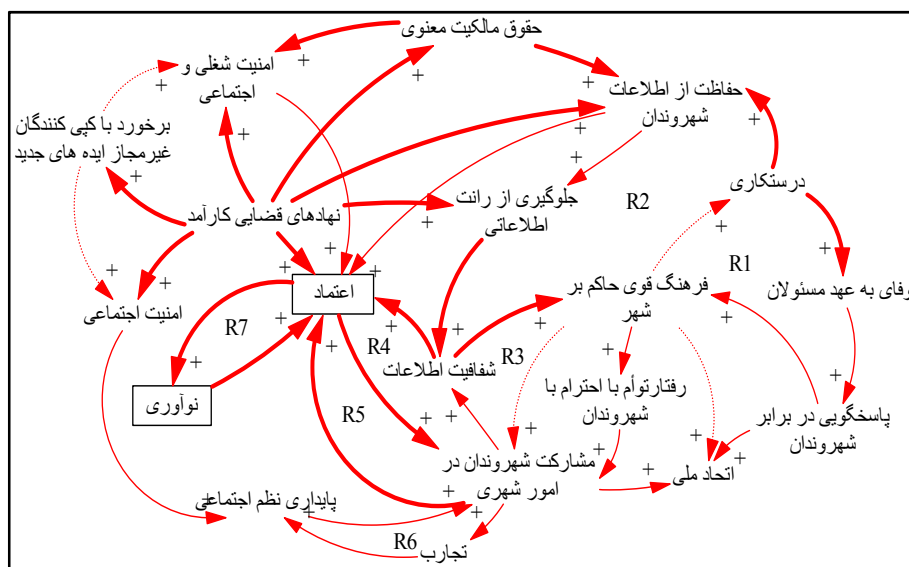 حقوق مالکیت معنوی
امنیت شغلی و
اجتماعی
حفاظت از اطلاعات
شهروندان
برخورد با کپی کنندگان
غیرمجاز ایده های جدید
درستکاری
جلوگیری از رانت
اطلاعاتی
نهادهای قضایی کارآمد
R2
R1
وفای به عهد مسئولان
فرهنگ قوی حاکم بر
شهر
اعتماد
امنیت اجتماعی
R7
R4
R3
شفافیت اطلاعات
رفتارتوأم با احترام با
شهروندان
نوآوری
R5
پاسخگویی در برابر
شهروندان
اتحاد ملی
مشارکت شهروندان در
امور شهری
پایداری نظم اجتماعی
R6
تجارب